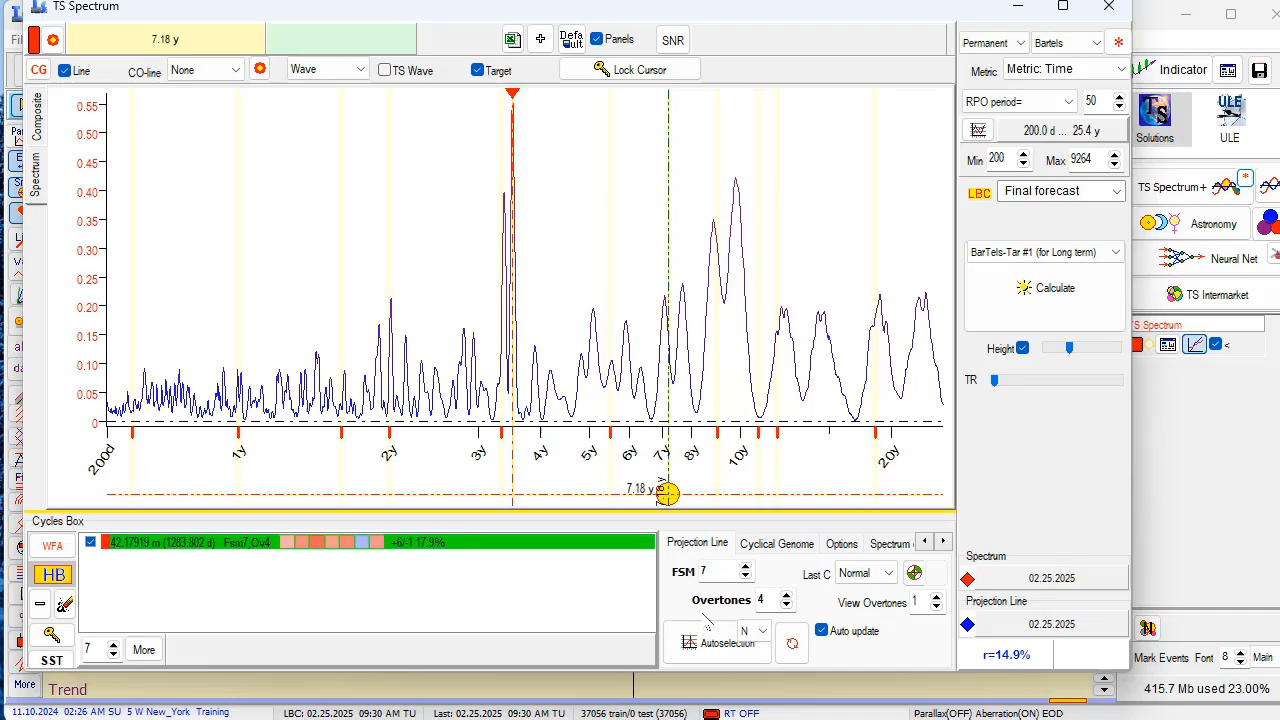 TS Spectrum
7.18 y
Defa ult
Panels
SNR
CG
Line
CO-line
None
Wave
TS Wave
Target
Lock Cursor
Composite
Spectrum
0.55
0.50
0.45
0.40
0.35
0.30
0.25
0.20
0.15
0.10
0.05
0
200d
1y
2y
3y
4y
5y
6y
7y
8y
10y
20y
7.18 y
7.18 y
Permanent
Bartels
*
Metric
Metric: Time
RPO period=
50
200.0 d ... 25.4 y
Min
200
Max
9264
LBC
Final forecast
BarTels-Tar #1 (for Long term)
Calculate
Height
TR
Spectrum
02.25.2025
Projection Line
02.25.2025
r=14.9%
Cycles Box
WFA
HB
SST
42.17919 m (1283.802 d)
Fsm7,Ov4
+6/-1 17.9%
7
More
Projection Line
Cyclical Genome
Options
Spectrum
FSM
7
Last C
Normal
Overtones
4
View Overtones
1
N
Autoselection
Auto update
Indicator
Solutions
ULE
ULE
TS Spectrum+
*
Astronomy
Neural Net
TS Intermarket
TS Spectrum
<
Mark Events
Font
8
Main
415.7 Mb used 23.00%
More
Trend
11.10.2024
02:26 AM SU
5 W New_York
Training
LBC: 02.25.2025 09:30 AM TU
Last: 02.25.2025 09:30 AM TU
37056 train/0 test (37056)
RT OFF
Parallax(OFF) Aberration(ON) EOD